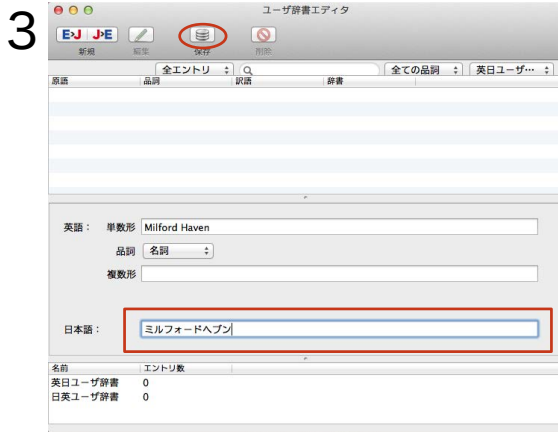 3
ユーザ辞書エディタ
E›J J›E
新規 編集 保存 削除
全エントリ 全ての品詞 英日ユーザ…
原語 品詞 訳語 辞書
英語： 単数形 Milford Haven
品詞 名詞
複数形
日本語： ミルフォードヘブン
名前 エントリ数
英日ユーザ辞書 0
日英ユーザ辞書 0